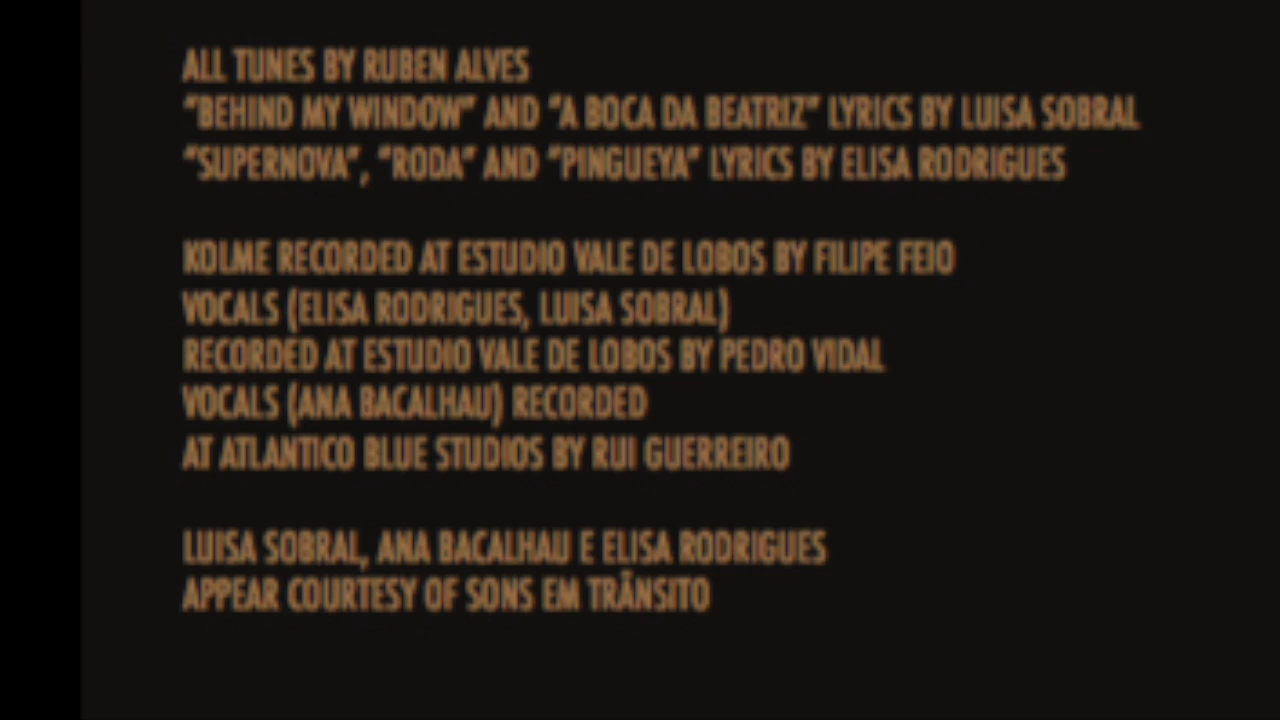 ALL TUNES BY RUBEN ALVES
"BEHIND MY WINDOW" AND "A BOCA DA BEATRIZ" LYRICS BY LUISA SOBRAL
"SUPERNOVA", "RODA" AND "PINGUEYA" LYRICS BY ELISA RODRIGUES
KOLME RECORDED AT ESTUDIO VALE DE LOBOS BY FILIPE FEIO
VOCALS (ELISA RODRIGUES, LUISA SOBRAL)
RECORDED AT ESTUDIO VALE DE LOBOS BY PEDRO VIDAL
VOCALS (ANA BACALHAU) RECORDED
AT ATLANTICO BLUE STUDIOS BY RUI GUERREIRO
LUISA SOBRAL, ANA BACALHAU E ELISA RODRIGUES
APPEAR COURTESY OF SONS EM TRÂNSITO